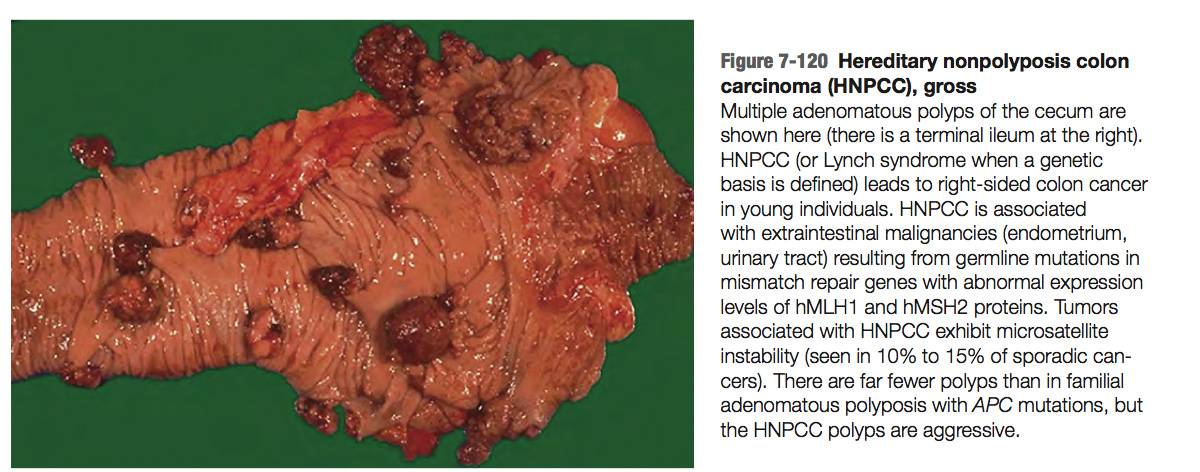 Figure 7-120 Hereditary nonpolyposis colon
carcinoma (HNPCC), gross
Multiple adenomatous polyps of the cecum are
shown here (there is a terminal ileum at the right).
HNPCC (or Lynch syndrome when a genetic
basis is defined) leads to right-sided colon cancer
in young individuals. HNPCC is associated
with extraintestinal malignancies (endometrium,
urinary tract) resulting from germline mutations in
mismatch repair genes with abnormal expression
levels of hMLH1 and hMSH2 proteins. Tumors
associated with HNPCC exhibit microsatellite
instability (seen in 10% to 15% of sporadic can-
cers). There are far fewer polyps than in familial
adenomatous polyposis with APC mutations, but
the HNPCC polyps are aggressive.